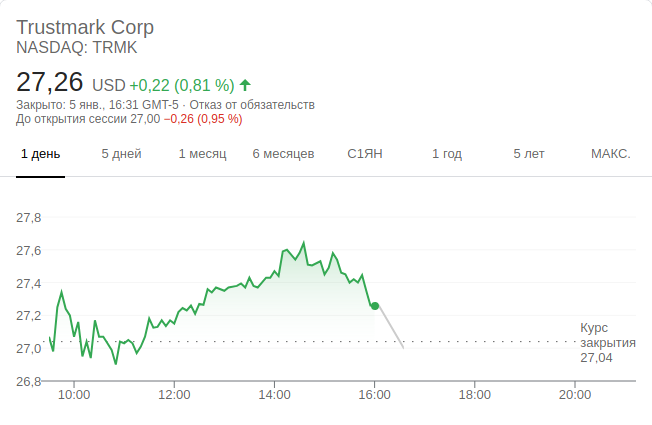 Trustmark Corp
NASDAQ: TRMK
27,26 USD +0,22 (0,81 %)
Закрыто: 5 янв., 16:31 GMT-5 · Отказ от обязательств
До открытия сессии 27,00 −0,26 (0,95 %)
1 день 5 дней 1 месяц 6 месяцев С1ЯН 1 год 5 лет МАКС.
27,8
27,6
27,4
27,2
27,0
26,8
Курс
закрытия
27,04
10:00 12:00 14:00 16:00 18:00 20:00